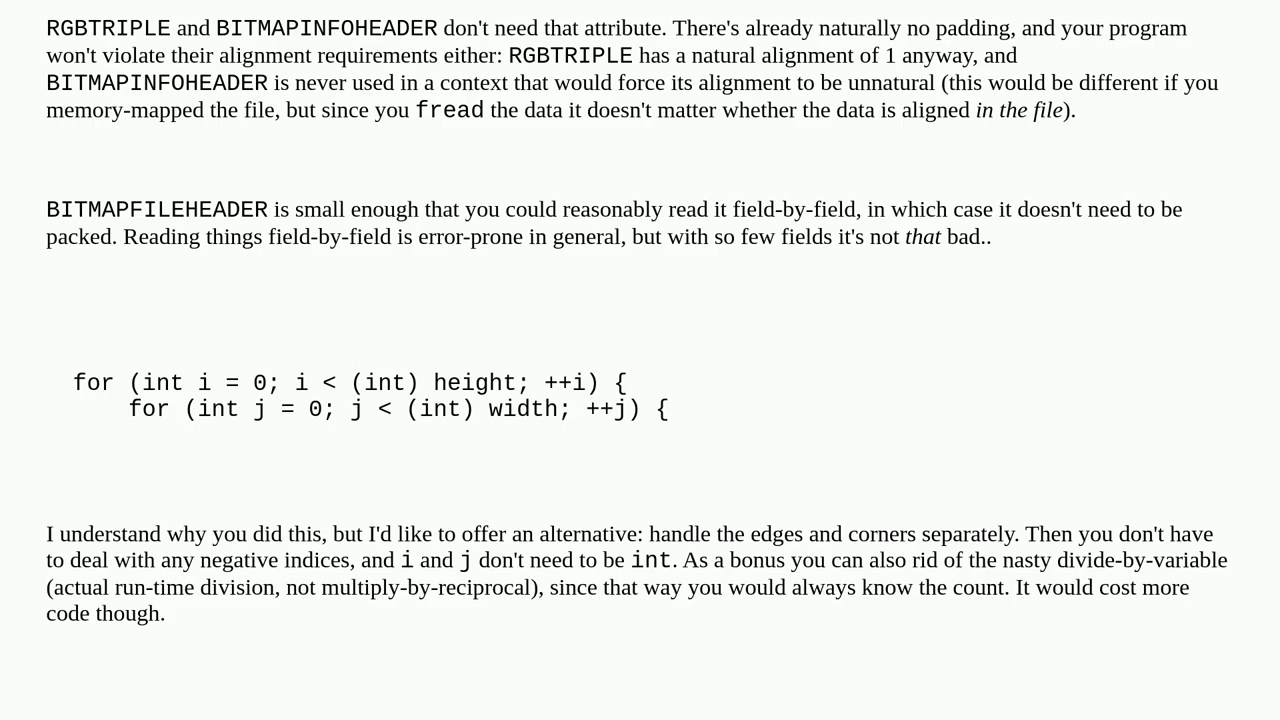 RGBTRIPLE and BITMAPINFOHEADER don't need that attribute. There's already naturally no padding, and your program
won't violate their alignment requirements either: RGBTRIPLE has a natural alignment of 1 anyway, and
BITMAPINFOHEADER is never used in a context that would force its alignment to be unnatural (this would be different if you
memory-mapped the file, but since you fread the data it doesn't matter whether the data is aligned in the file).
BITMAPFILEHEADER is small enough that you could reasonably read it field-by-field, in which case it doesn't need to be
packed. Reading things field-by-field is error-prone in general, but with so few fields it's not that bad..
for (int i = 0; i < (int) height; ++i) {
    for (int j = 0; j < (int) width; ++j) {
I understand why you did this, but I'd like to offer an alternative: handle the edges and corners separately. Then you don't have
to deal with any negative indices, and i and j don't need to be int. As a bonus you can also rid of the nasty divide-by-variable
(actual run-time division, not multiply-by-reciprocal), since that way you would always know the count. It would cost more
code though.